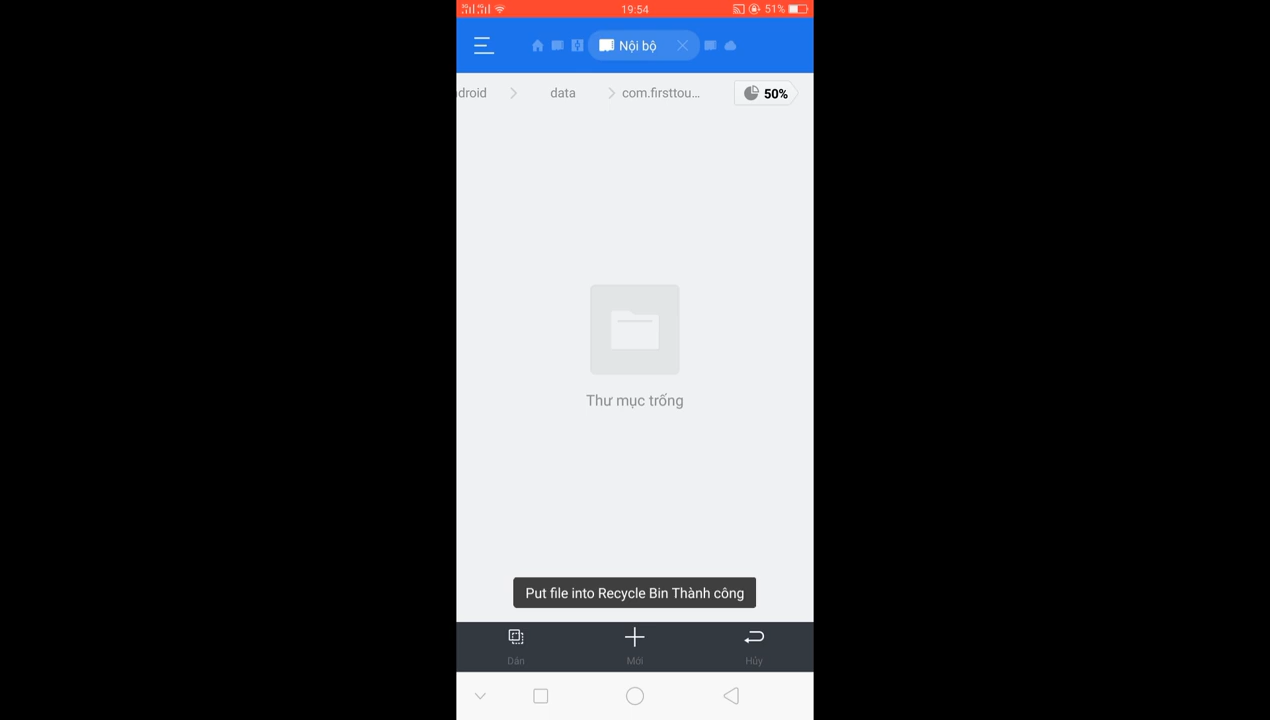 19:54
51%
Nội bộ
droid
data
com.firsttou...
50%
Thư mục trống
Put file into Recycle Bin Thành công
Dán
Mới
Hủy